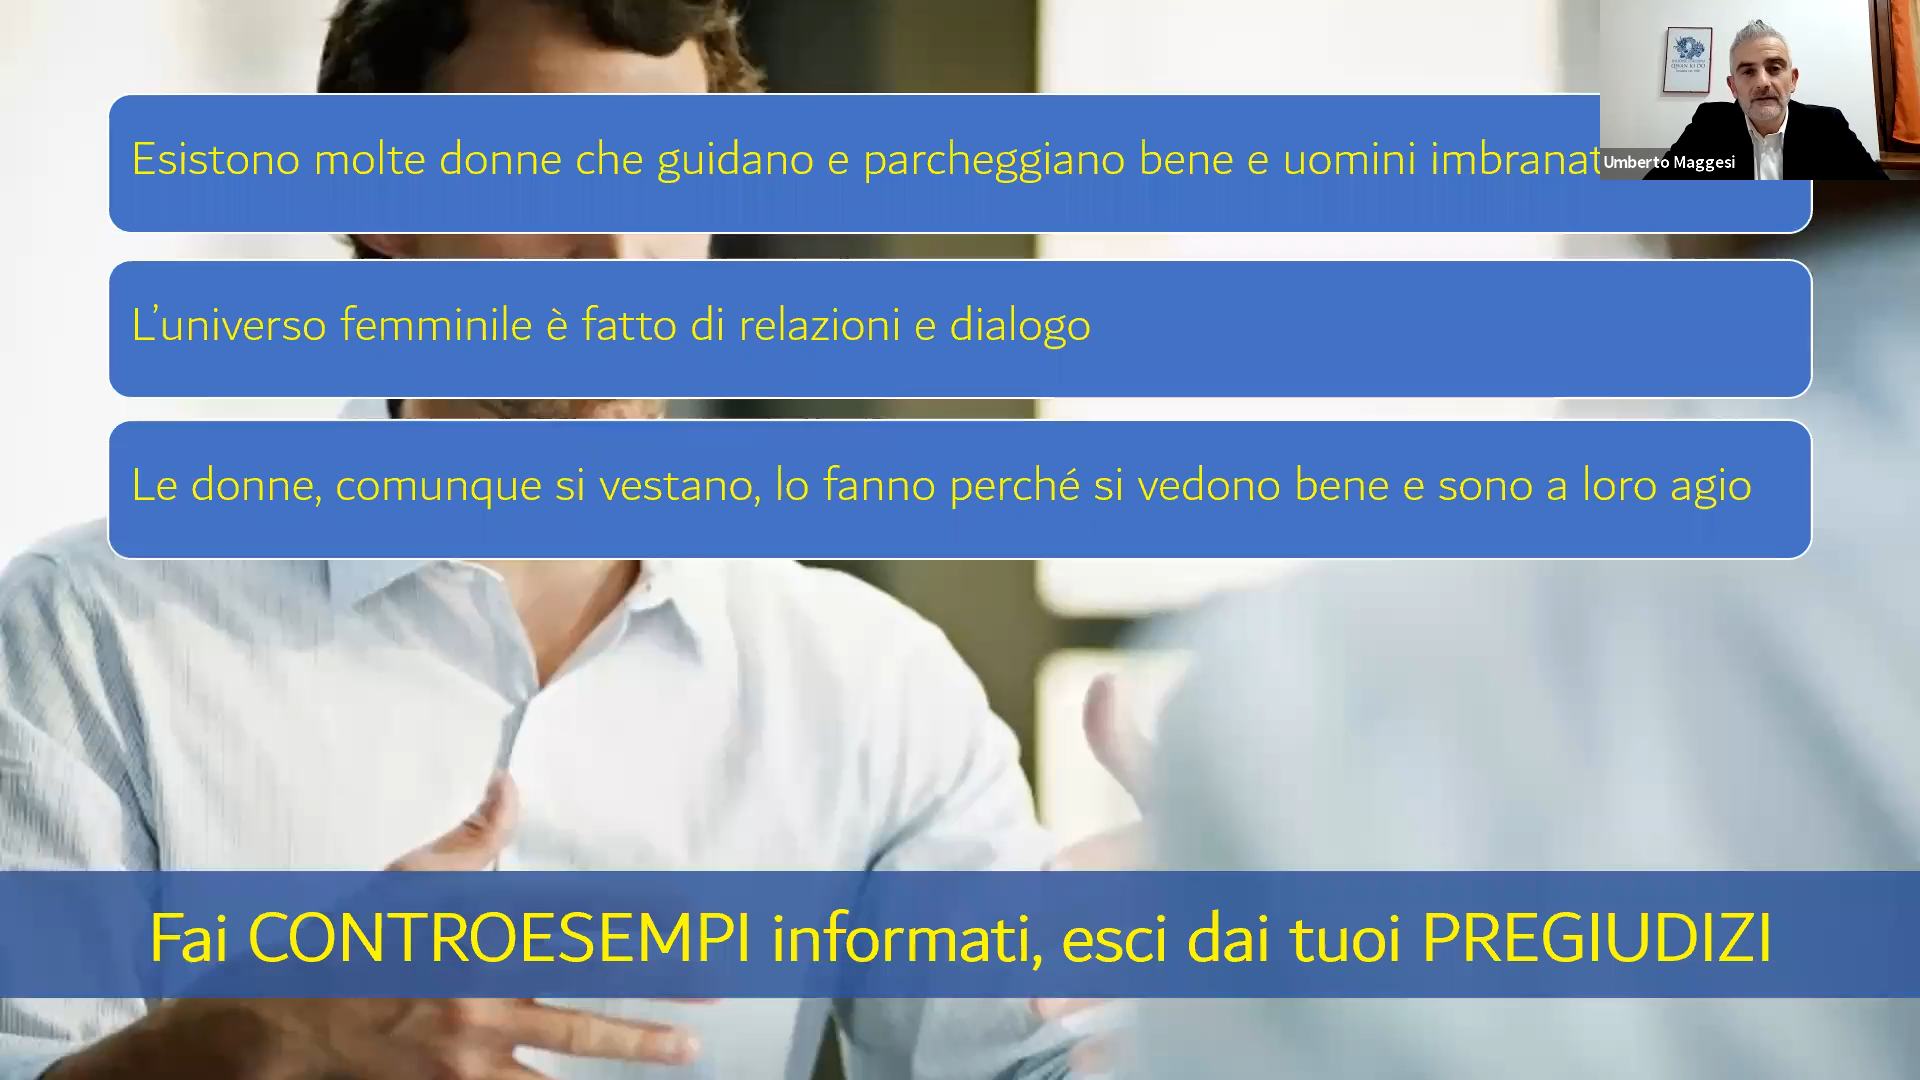 Esistono molte donne che guidano e parcheggiano bene e uomini
Umberto Maggesi
L'universo femminile è fatto di relazioni e dialogo
Le donne, comunque si vestano, lo fanno perché si vedono bene e sono a loro agio
Fai CONTROESEMPI informati, esci dai tuoi PREGIUDIZI